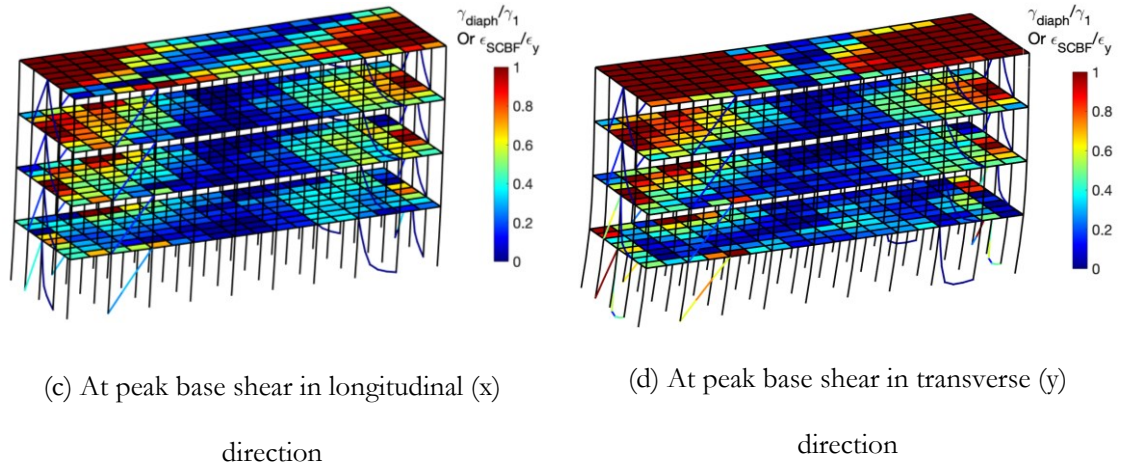 γdiaph/γ1
Or ϵSCBF/ϵy
1
0.8
0.6
0.4
0.2
0
(c) At peak base shear in longitudinal (x)
direction
γdiaph/γ1
Or ϵSCBF/ϵy
1
0.8
0.6
0.4
0.2
0
(d) At peak base shear in transverse (y)
direction